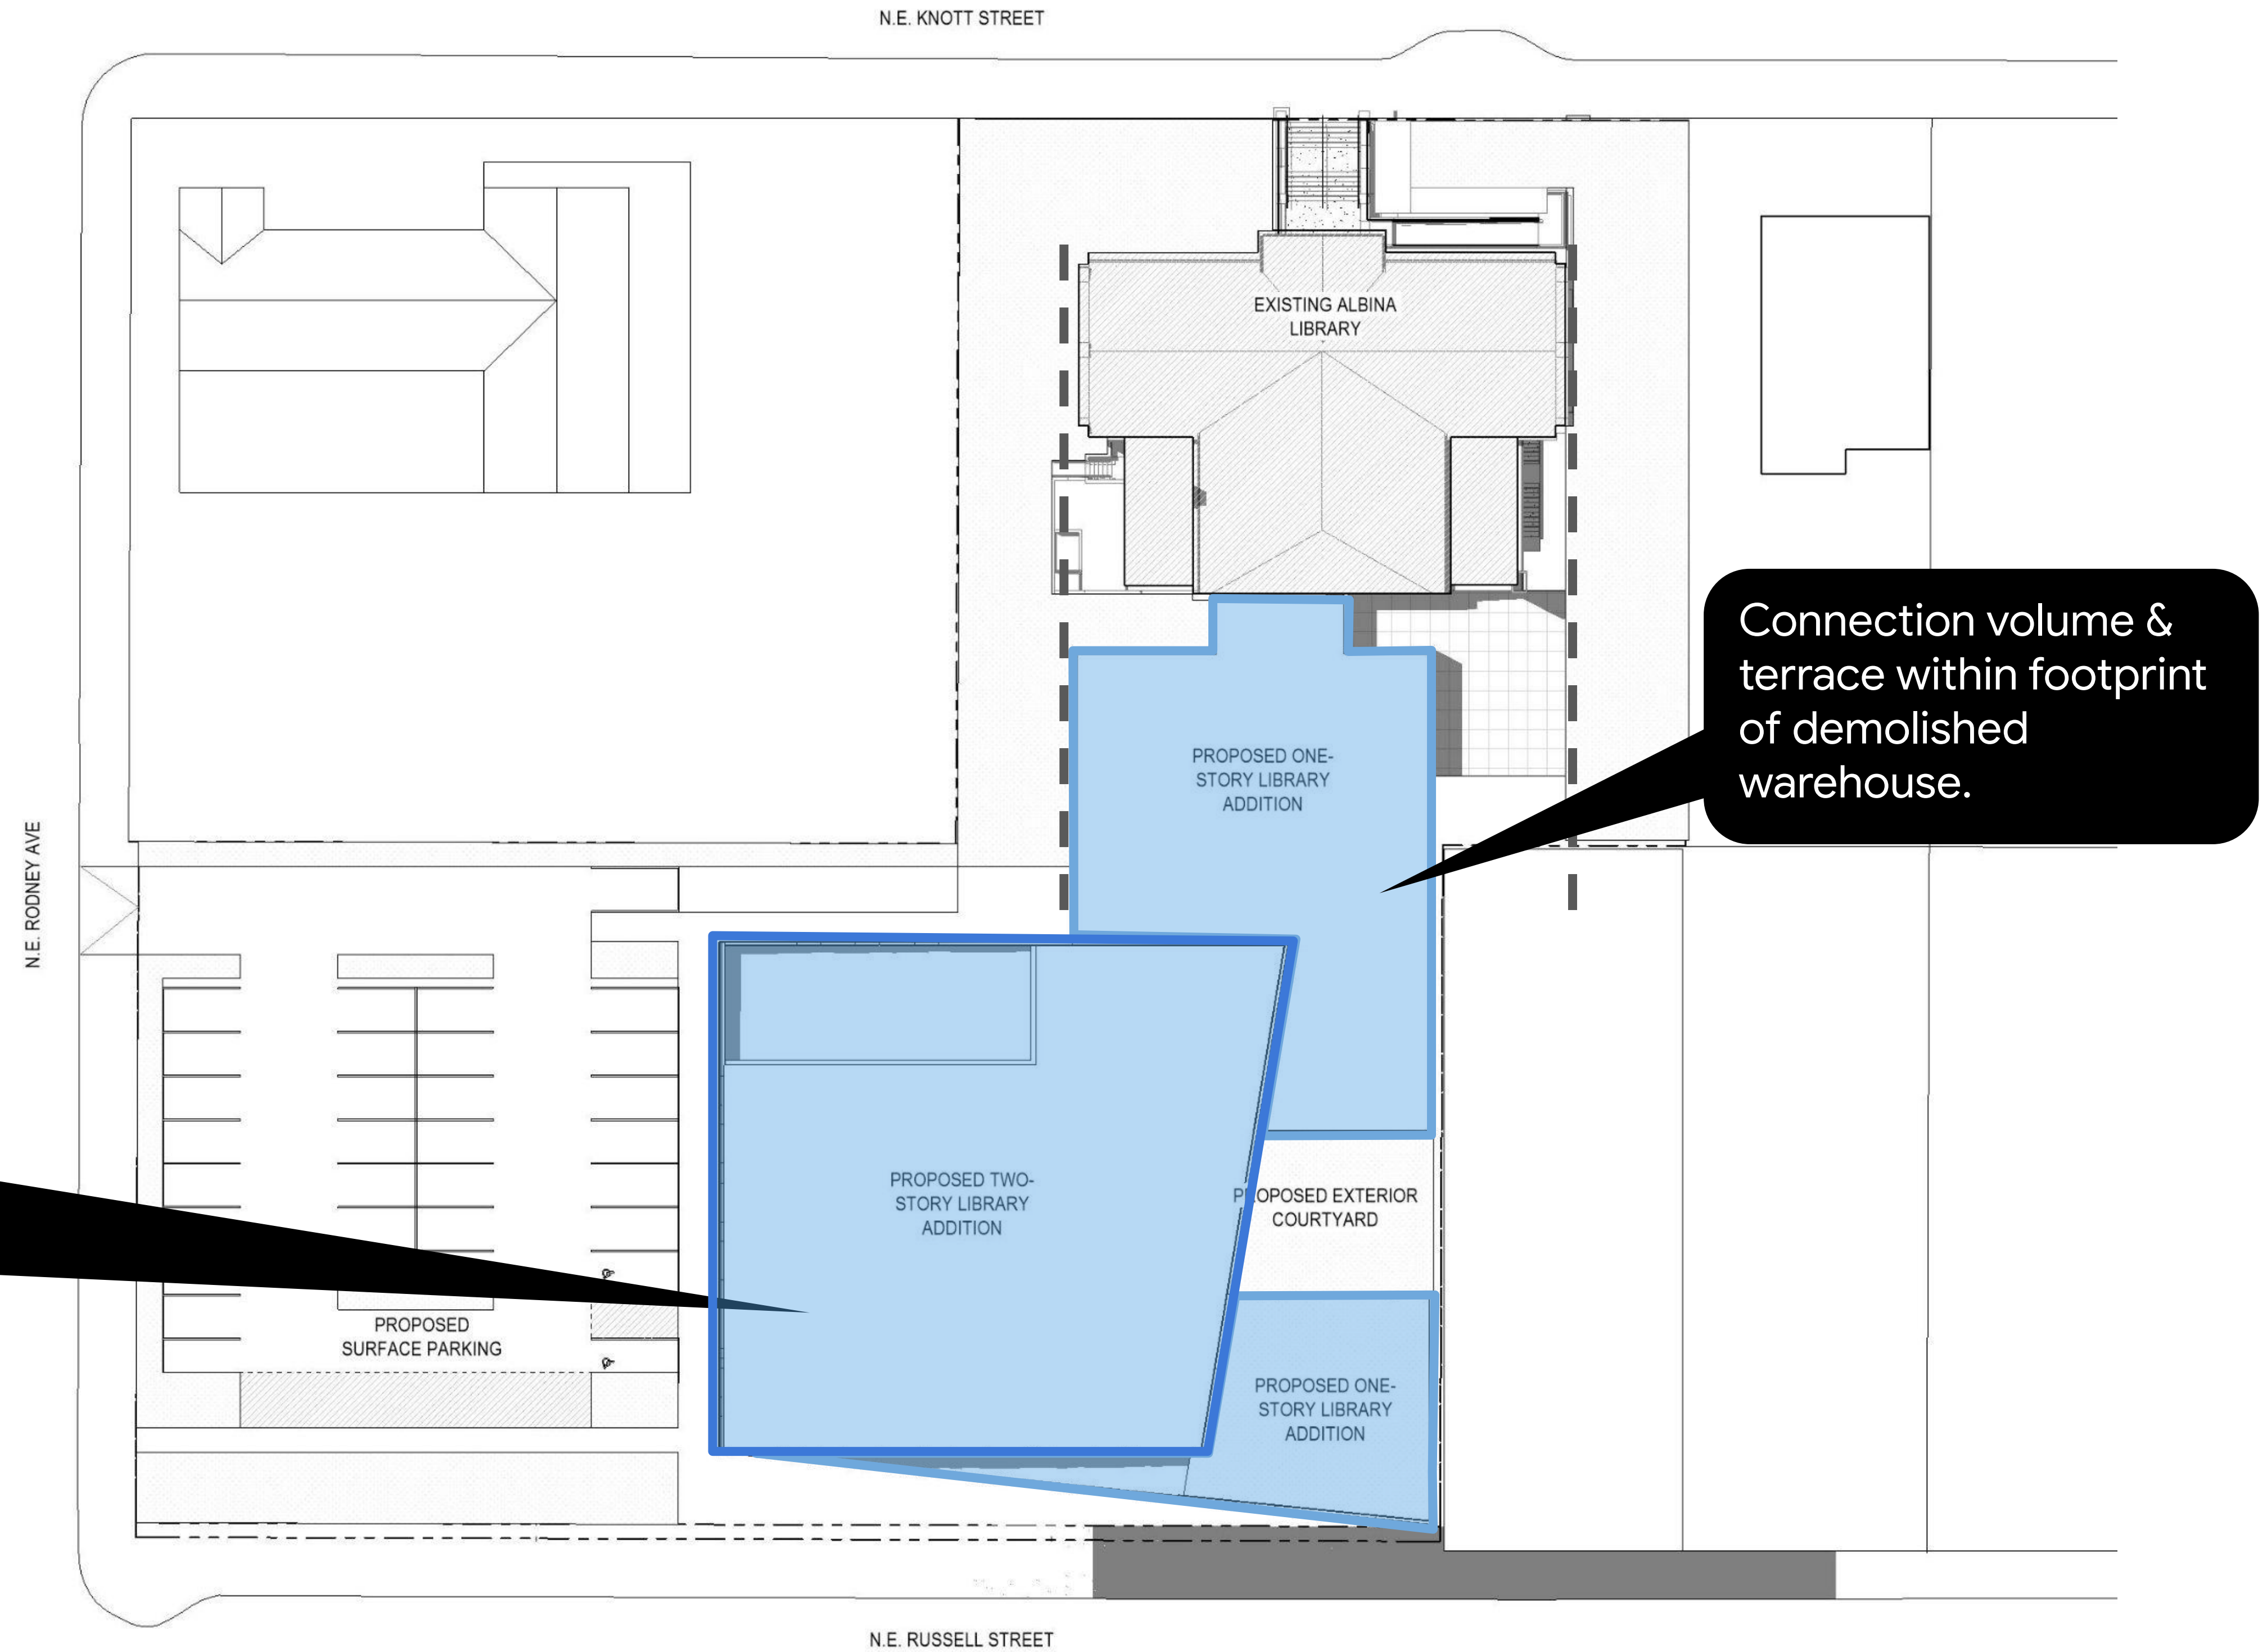 N.E. KNOTT STREET
EXISTING ALBINA
LIBRARY
Connection volume &
terrace within footprint
of demolished
warehouse.
PROPOSED ONE-
STORY LIBRARY
ADDITION
N.E. RODNEY AVE
PROPOSED TWO-
STORY LIBRARY
ADDITION
PROPOSED EXTERIOR
COURTYARD
PROPOSED
SURFACE PARKING
PROPOSED ONE-
STORY LIBRARY
ADDITION
N.E. RUSSELL STREET